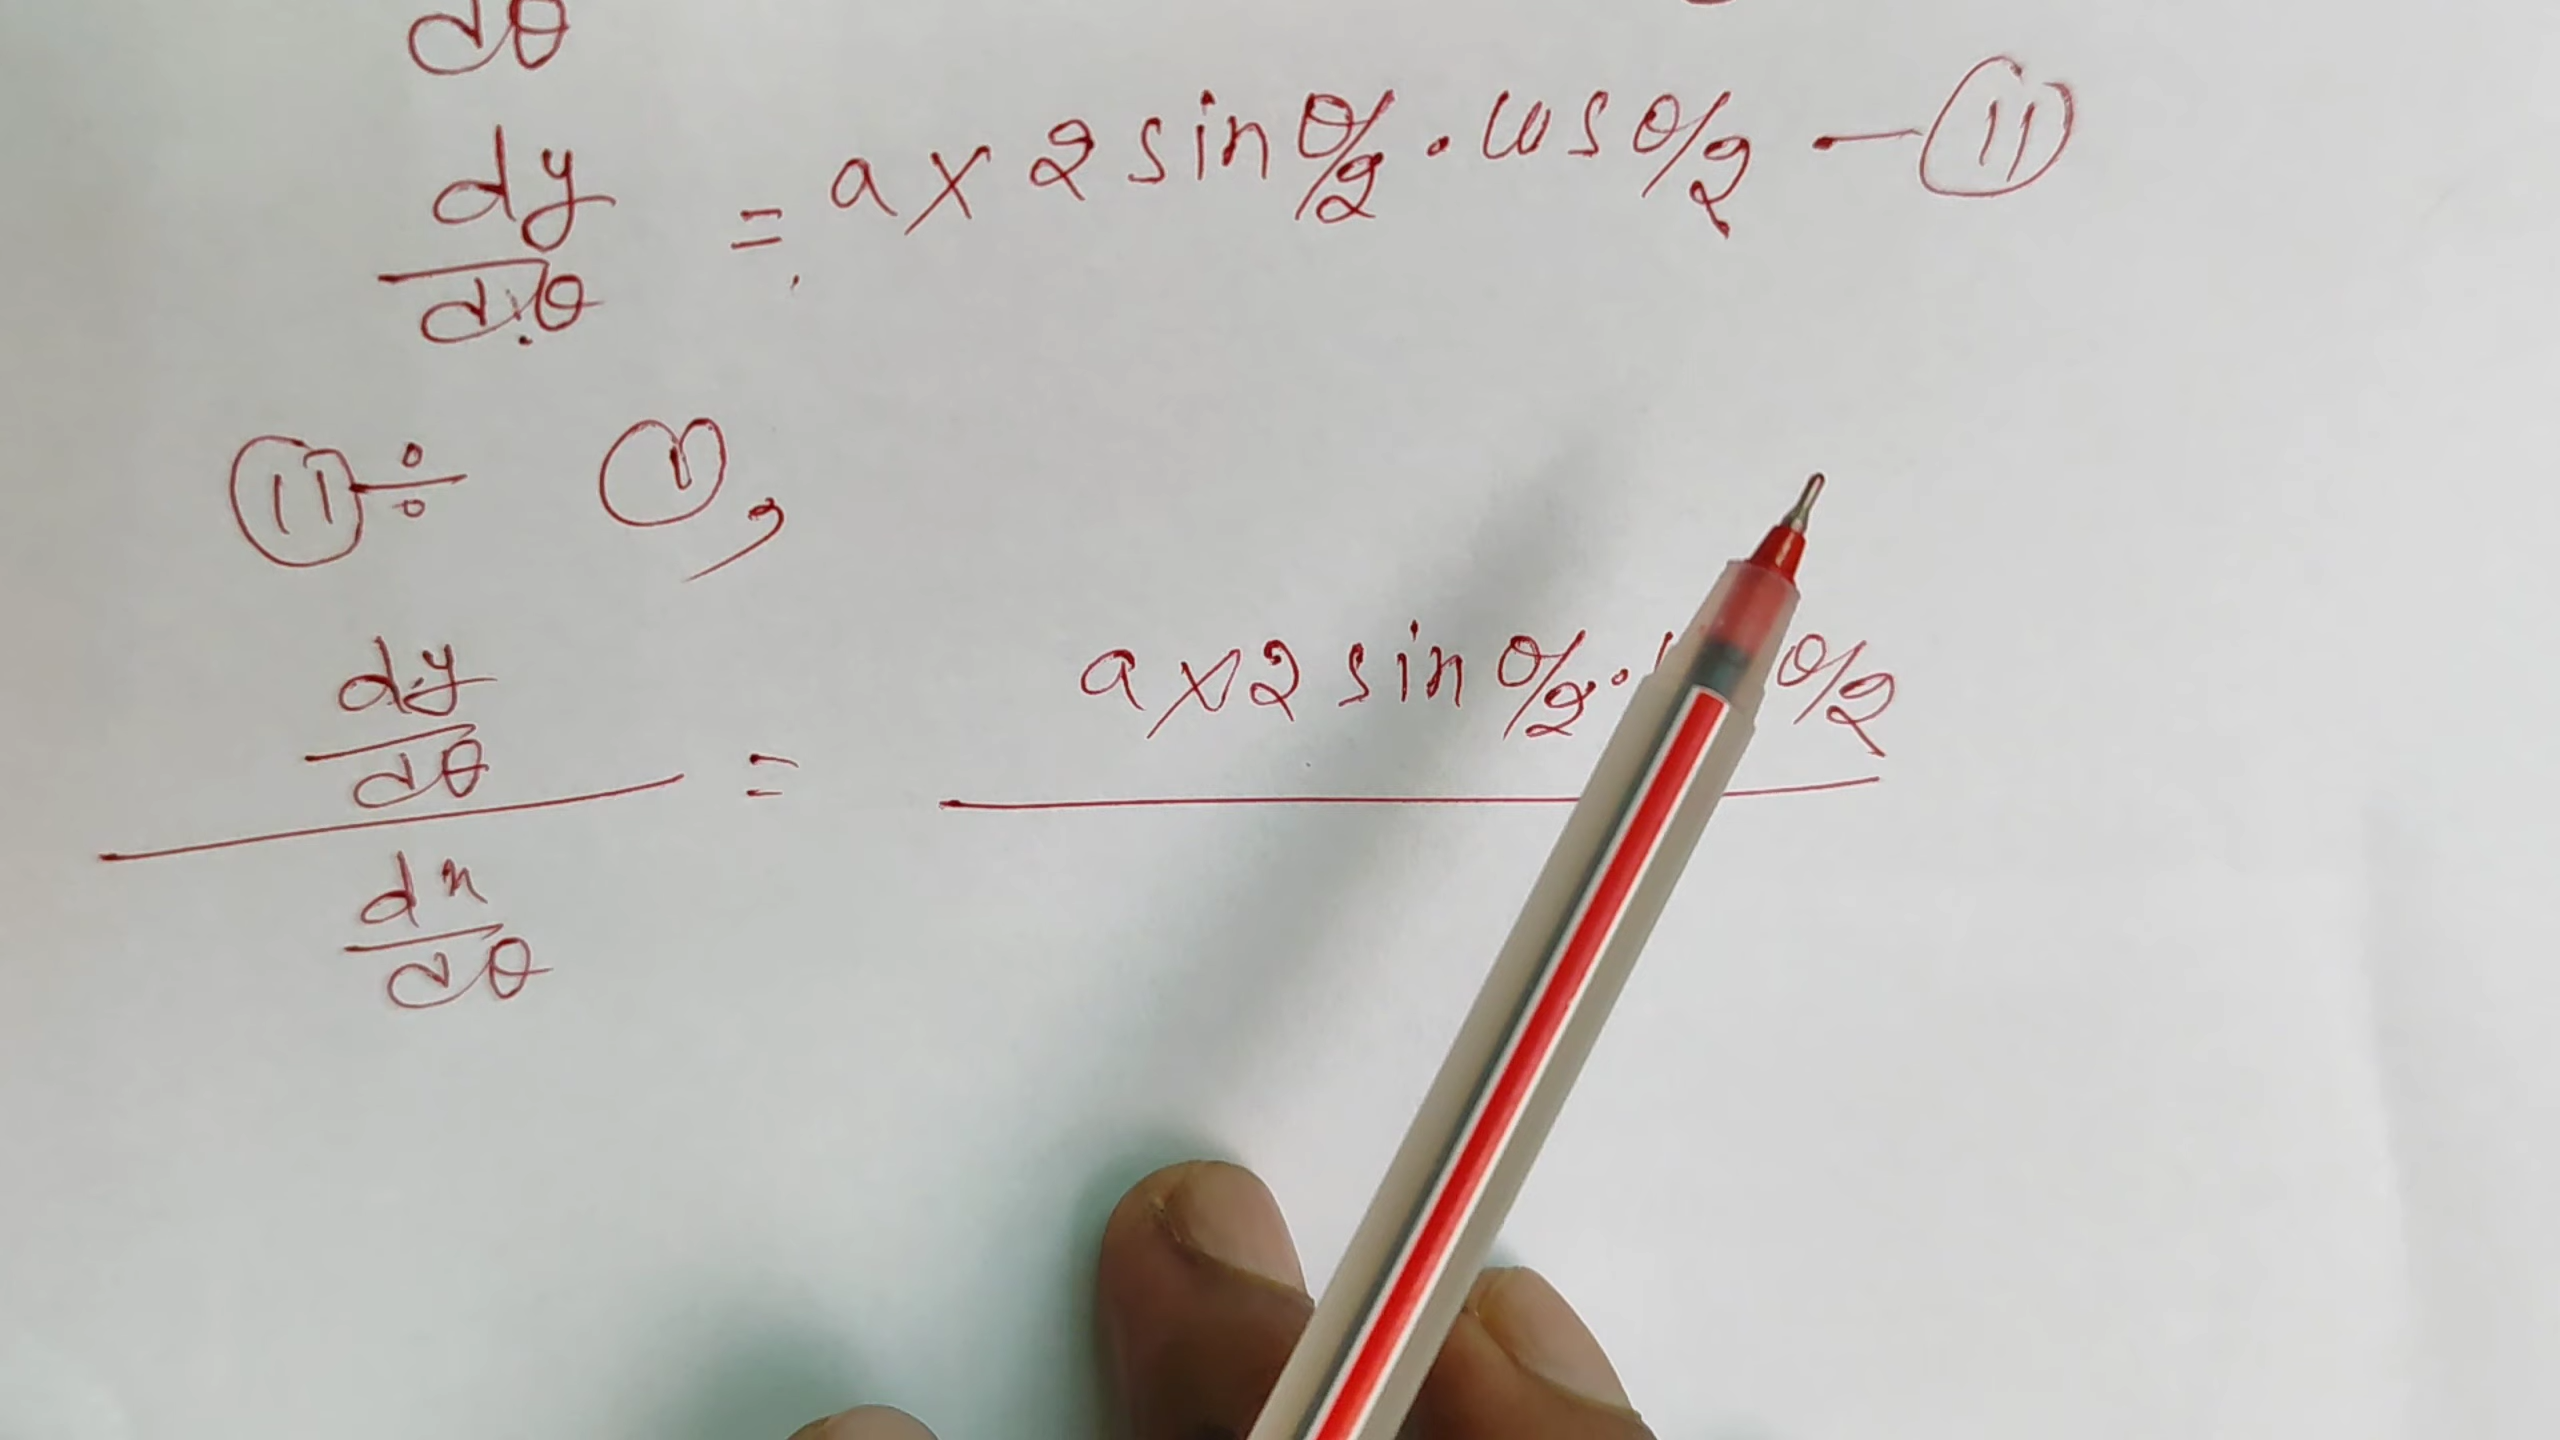 dθ
dy/dθ = a x 2 sin θ/2 . cos θ/2 — (11)
(11) ÷ (1),
dy/dθ / dx/dθ = a x 2 sin θ/2 . θ/2